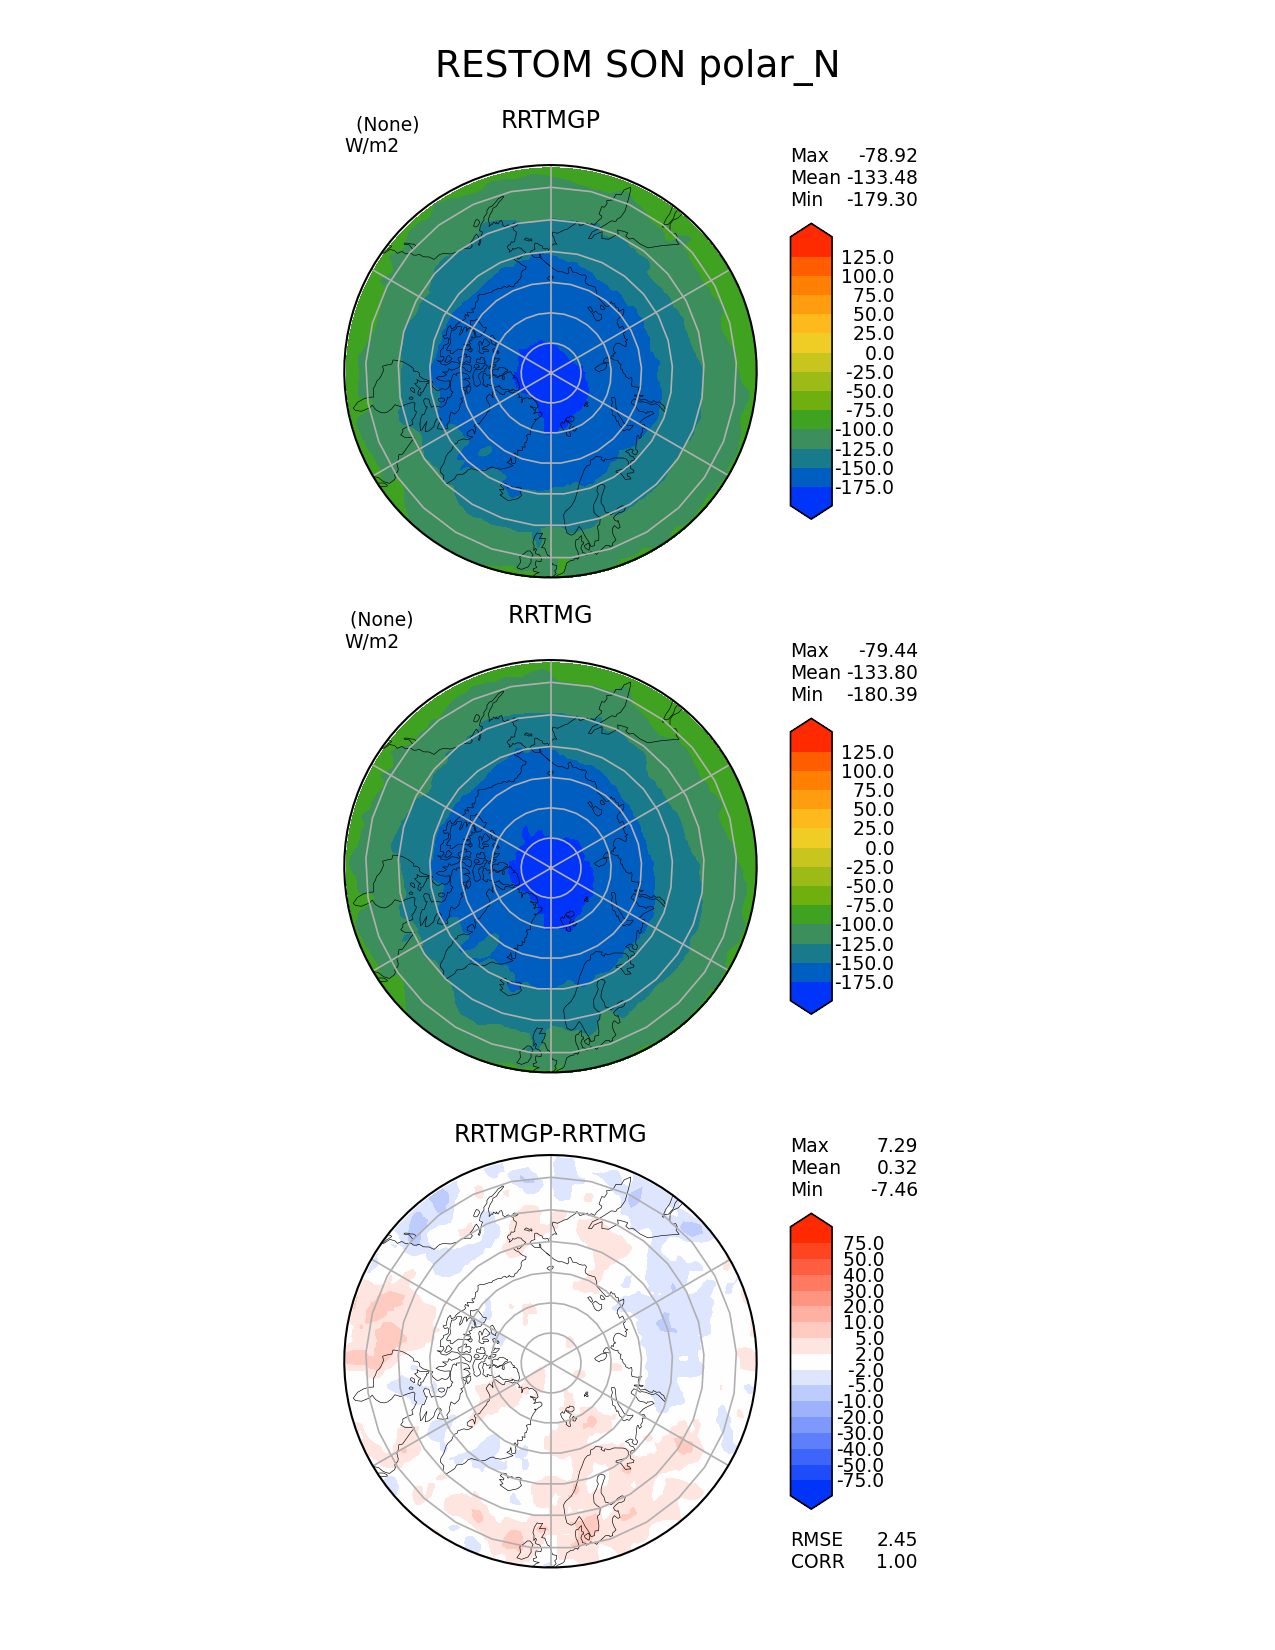 RESTOM SON polar_N
(None)
RRTMGP
W/m2
Max -78.92
Mean -133.48
Min -179.30
125.0
100.0
75.0
50.0
25.0
0.0
-25.0
-50.0
-75.0
-100.0
-125.0
-150.0
-175.0
(None)
RRTMG
W/m2
Max -79.44
Mean -133.80
Min -180.39
125.0
100.0
75.0
50.0
25.0
0.0
-25.0
-50.0
-75.0
-100.0
-125.0
-150.0
-175.0
RRTMGP-RRTMG
Max 7.29
Mean 0.32
Min -7.46
75.0
50.0
40.0
30.0
20.0
10.0
5.0
2.0
-2.0
-5.0
-10.0
-20.0
-30.0
-40.0
-50.0
-75.0
RMSE 2.45
CORR 1.00